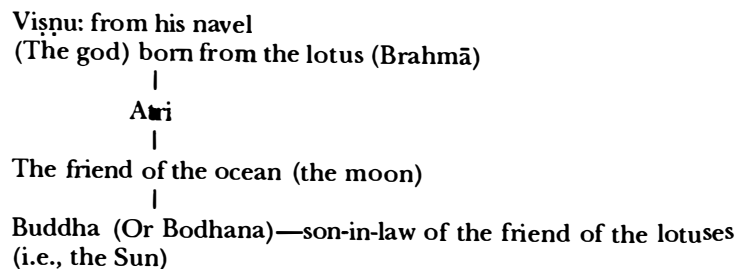 Viṣṇu: from his navel
(The god) born from the lotus (Brahmā)
Atri
The friend of the ocean (the moon)
Buddha (Or Bodhana)—son-in-law of the friend of the lotuses
(i.e., the Sun)